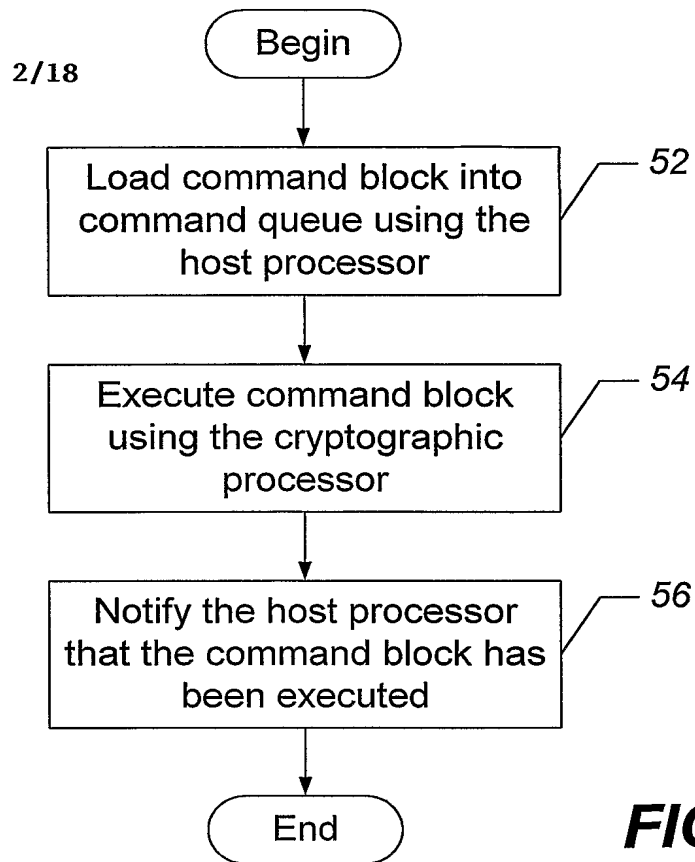 Begin
2/18
Load command block into
command queue using the
host processor
52
Execute command block
using the cryptographic
processor
54
Notify the host processor
that the command block has
been executed
56
End